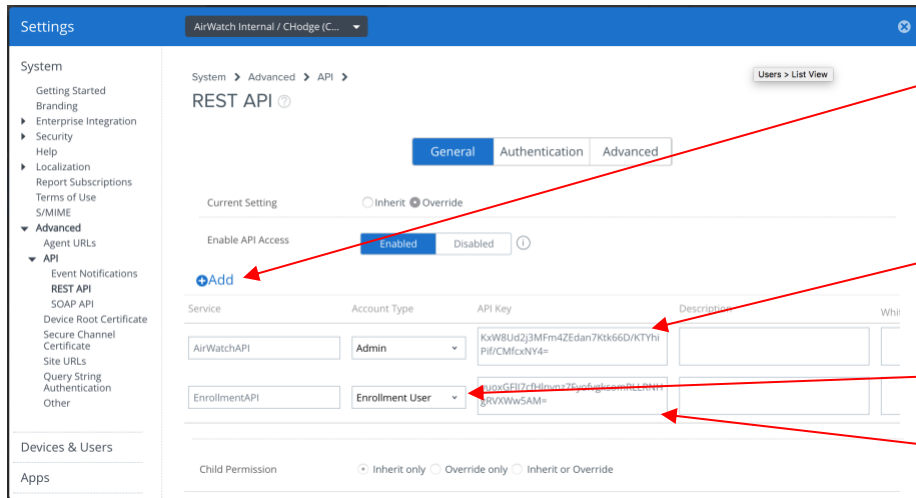 Settings
AirWatch Internal / CHodge (C...
System
Getting Started
Branding
Enterprise Integration
Security
Help
Localization
Report Subscriptions
Terms of Use
S/MIME
Advanced
Agent URLs
API
Event Notifications
REST API
SOAP API
Device Root Certificate
Secure Channel
Certificate
Site URLs
Query String
Authentication
Other
Devices & Users
Apps
System > Advanced > API >
Users > List View
REST API
General Authentication Advanced
Current Setting Inherit Override
Enable API Access Enabled Disabled
Add
Service Account Type API Key Description Whi
AirWatchAPI Admin KxW8Ud2j3MFm4ZEdan7Ktk66D/KTYhi
Pif/CMfcxNY4=
EnrollmentAPI Enrollment User
gRVXWw5AM=
Child Permission Inherit only Override only Inherit or Override